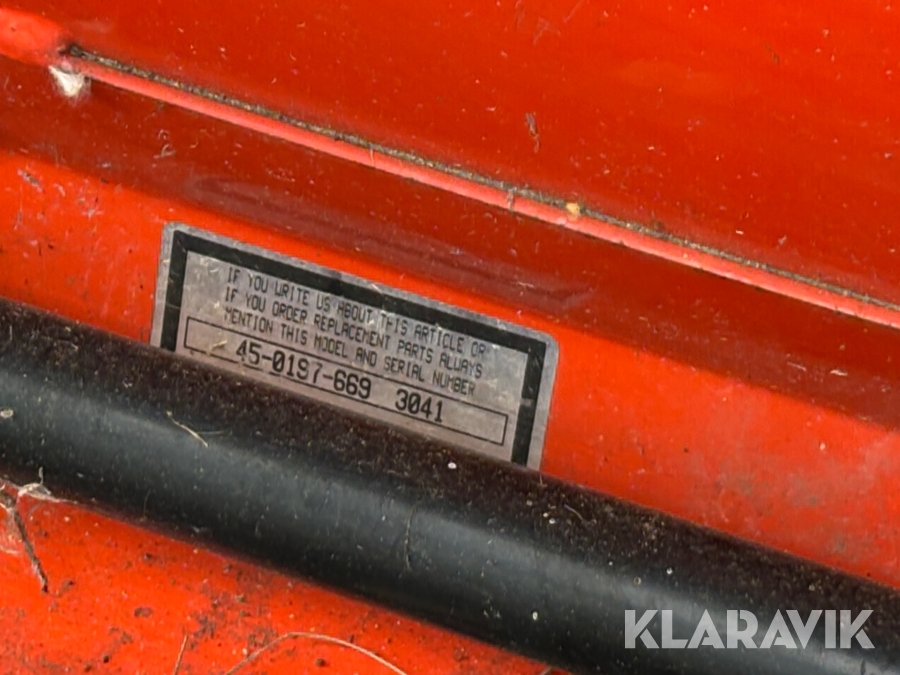 IF YOU WRITE US ABOUT THIS ARTICLE OR
IF YOU ORDER REPLACEMENT PARTS ALWAYS
MENTION THIS MODEL AND SERIAL NUMBER
45-0197-669 3041
KLARAVIK